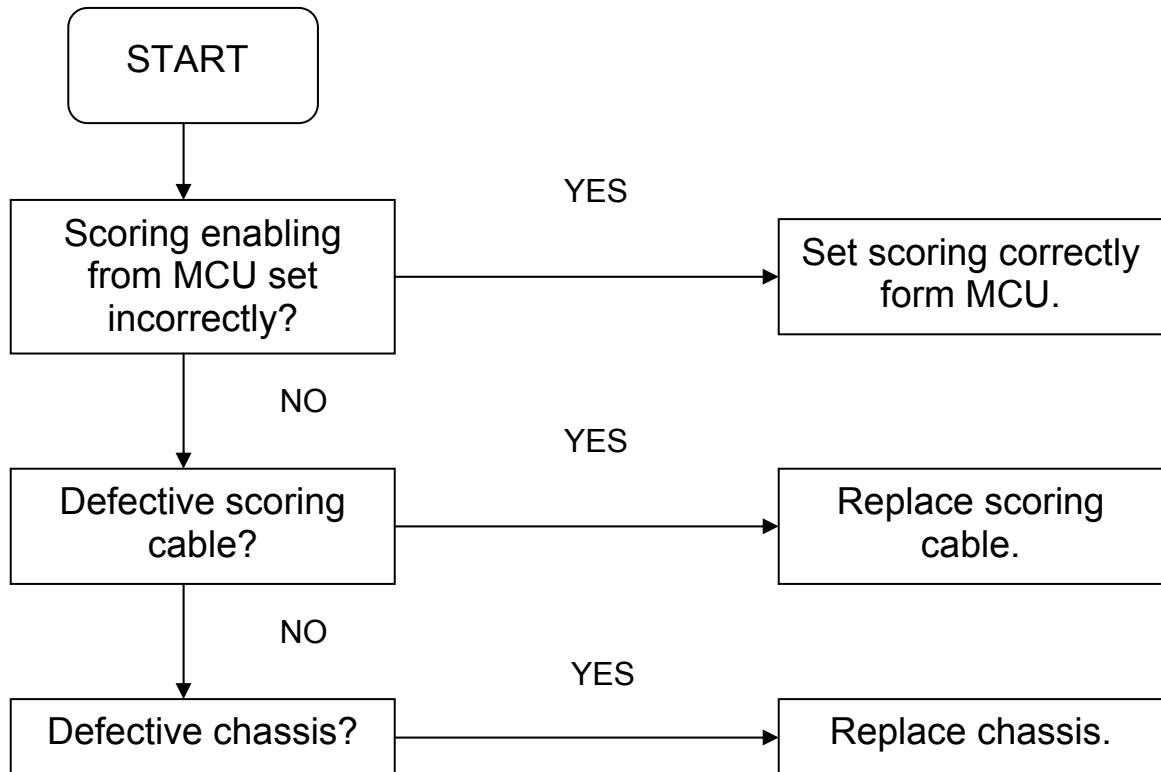 START
YES
Scoring enabling
from MCU set
incorrectly?
Set scoring correctly
form MCU.
NO
YES
Defective scoring
cable?
Replace scoring
cable.
NO
YES
Defective chassis?
Replace chassis.